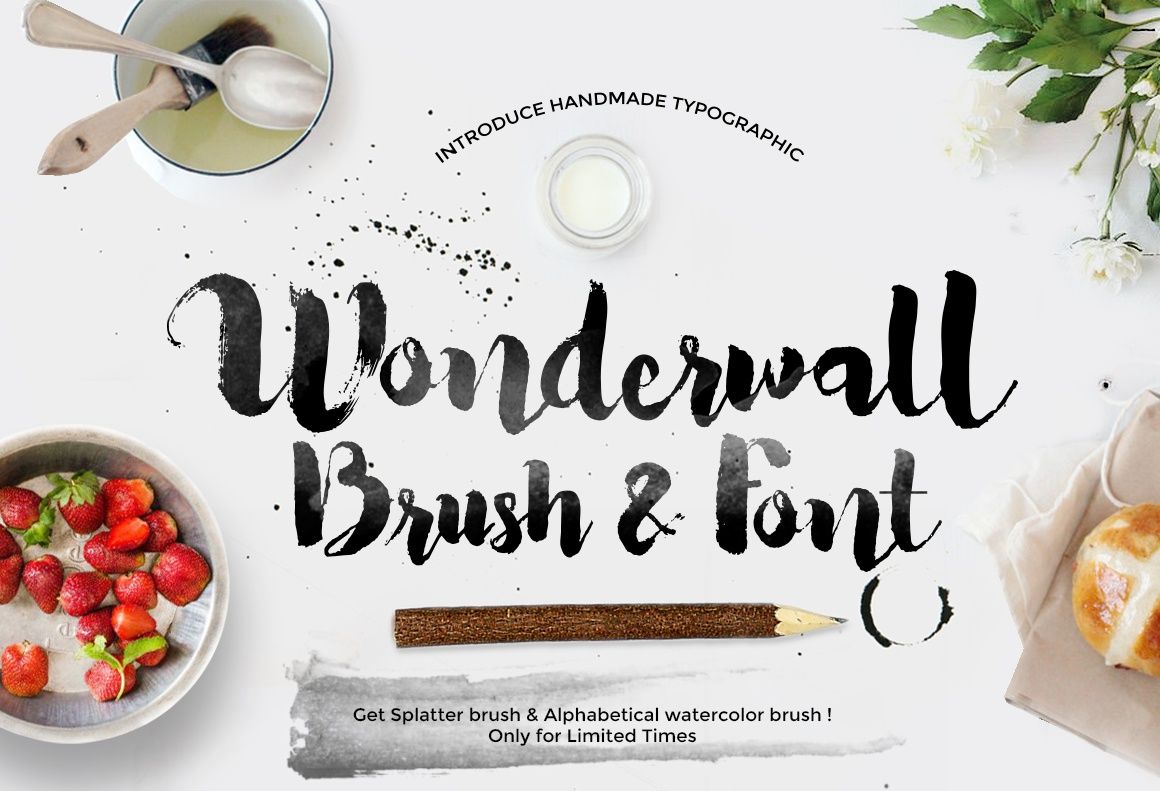 INTRODUCE HANDMADE TYPOGRAPHIC
Wonderwall
Brush & Font
Get Splatter brush & Alphabetical watercolor brush !
Only for Limited Times